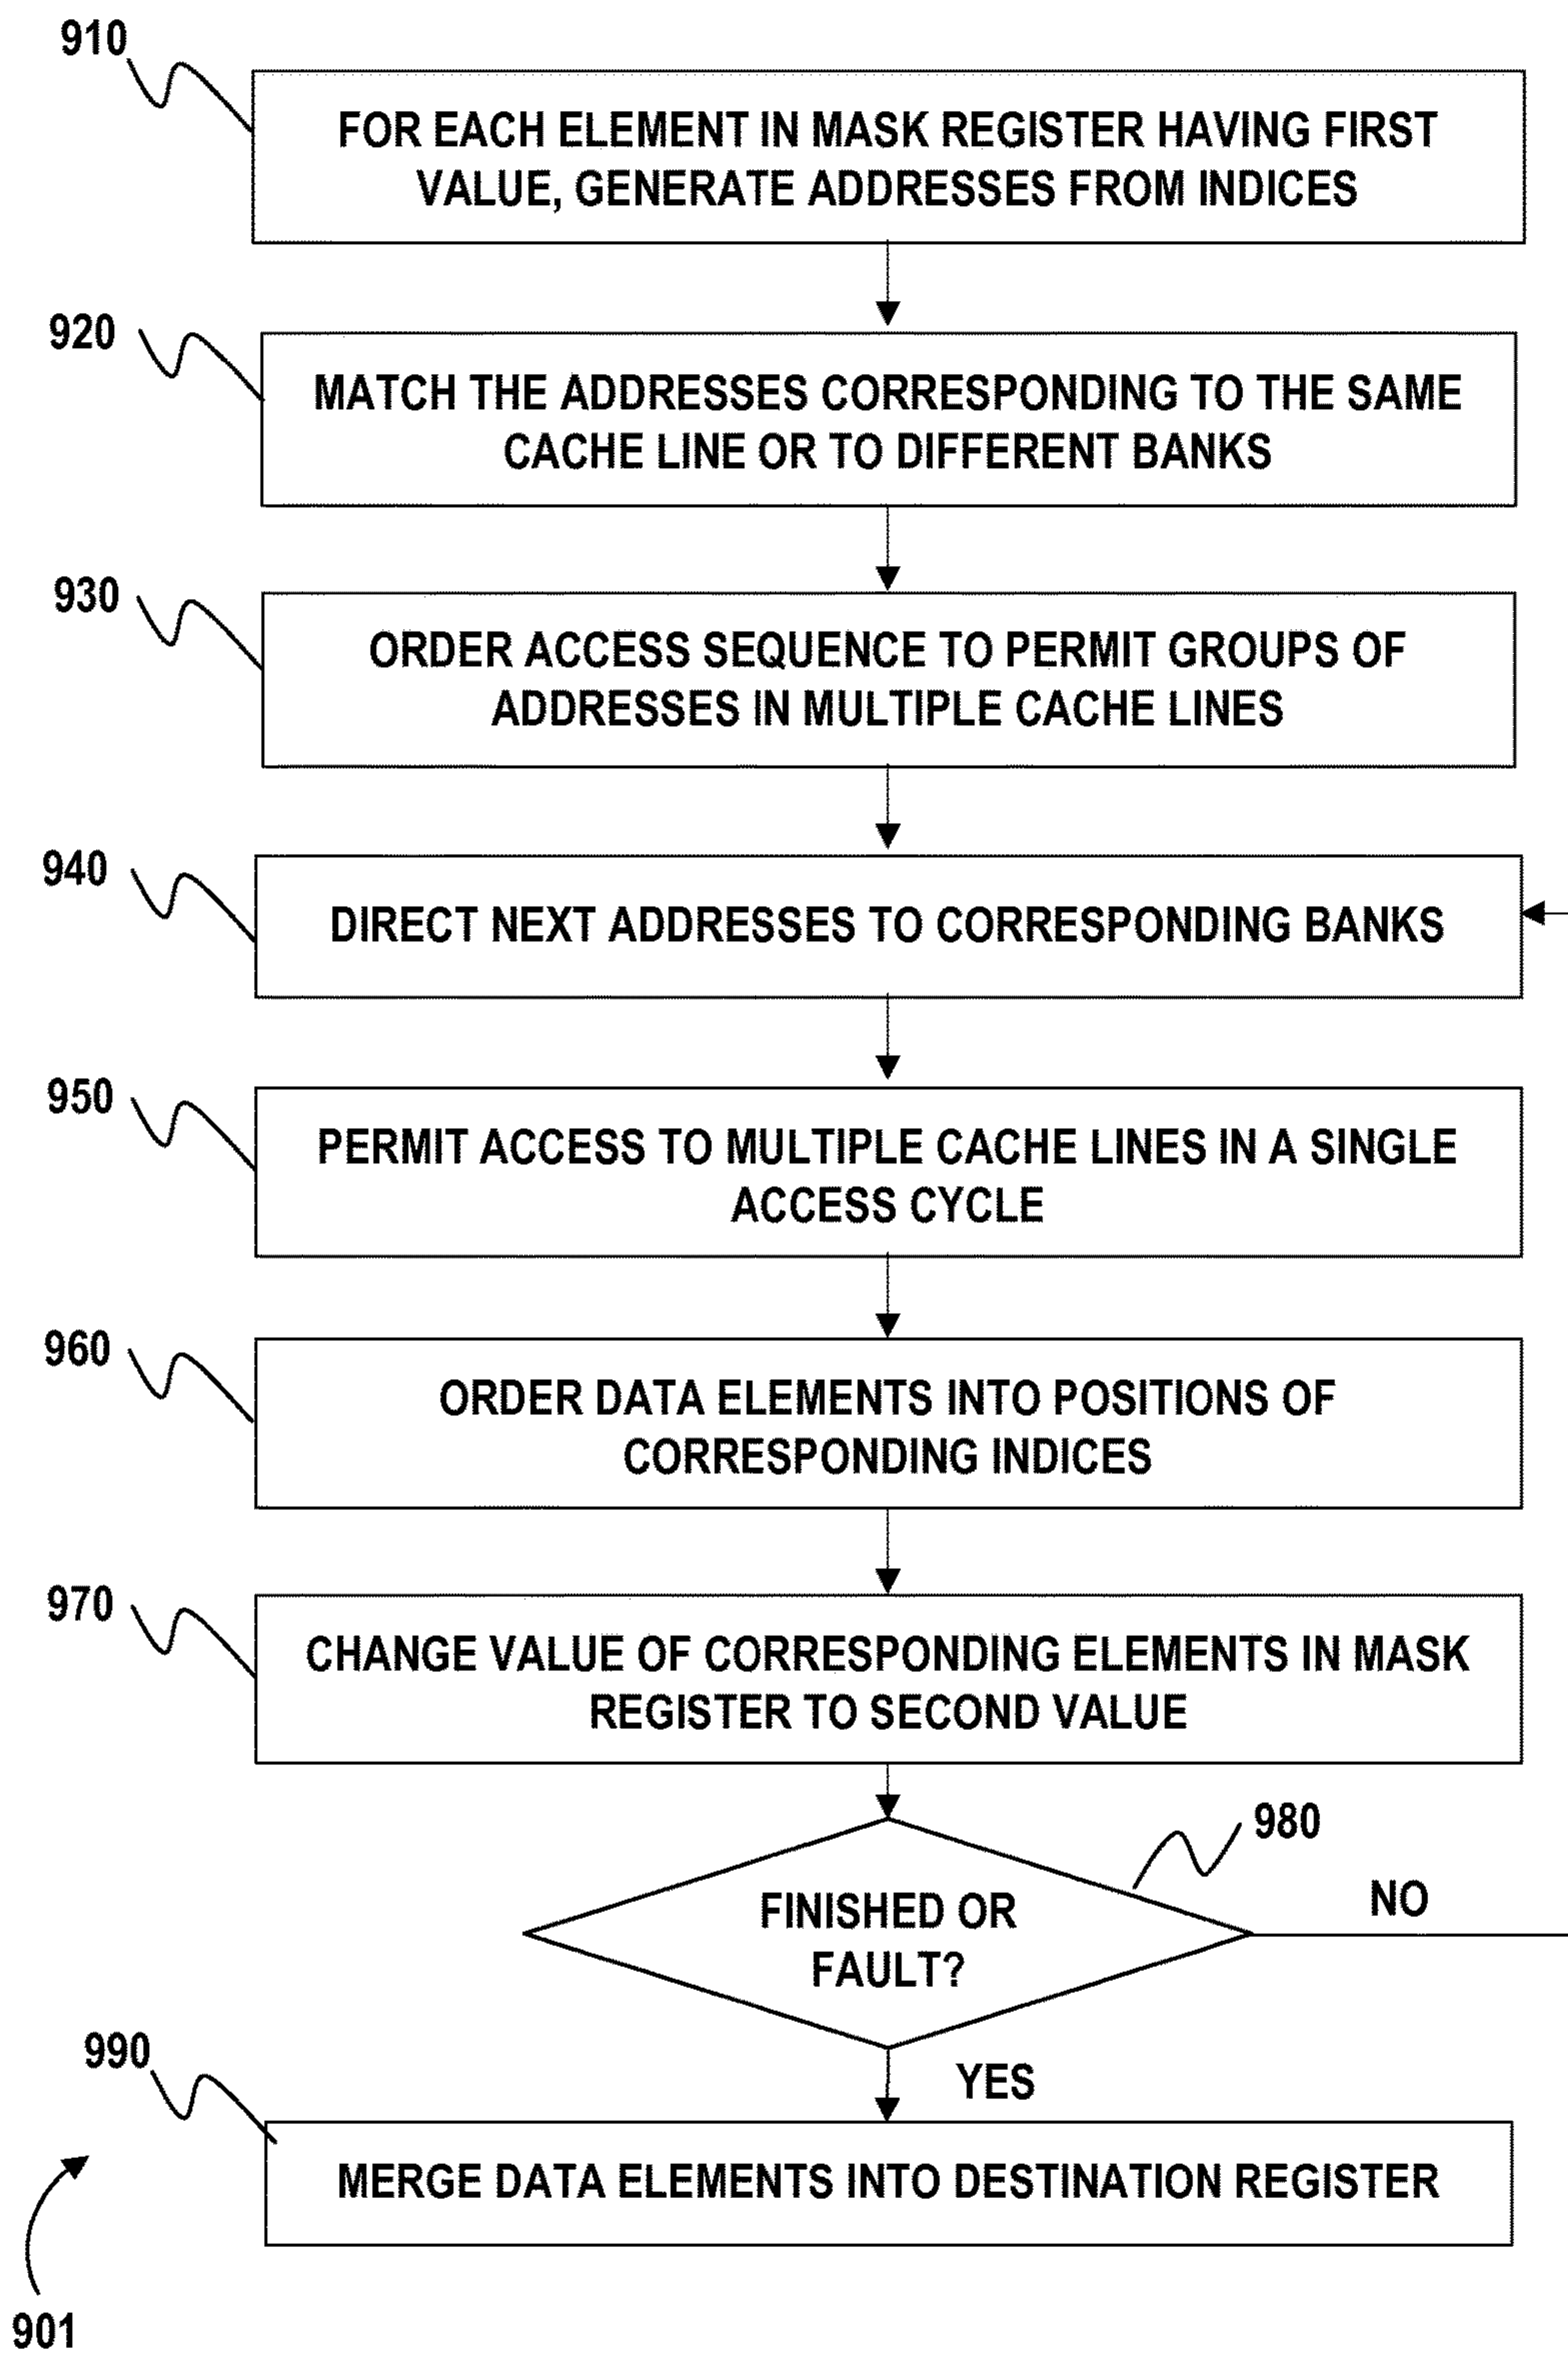 910
FOR EACH ELEMENT IN MASK REGISTER HAVING FIRST
VALUE, GENERATE ADDRESSES FROM INDICES
920
MATCH THE ADDRESSES CORRESPONDING TO THE SAME
CACHE LINE OR TO DIFFERENT BANKS
930
ORDER ACCESS SEQUENCE TO PERMIT GROUPS OF
ADDRESSES IN MULTIPLE CACHE LINES
940
DIRECT NEXT ADDRESSES TO CORRESPONDING BANKS
950
PERMIT ACCESS TO MULTIPLE CACHE LINES IN A SINGLE
ACCESS CYCLE
960
ORDER DATA ELEMENTS INTO POSITIONS OF
CORRESPONDING INDICES
970
CHANGE VALUE OF CORRESPONDING ELEMENTS IN MASK
REGISTER TO SECOND VALUE
980
FINISHED OR
FAULT?
NO
YES
990
MERGE DATA ELEMENTS INTO DESTINATION REGISTER
901